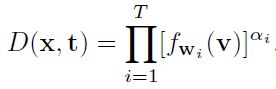 D(𝐱, 𝐭) = ∏_{i=1}^{T} [f_{𝐰_i}(𝐯)]^{α_i}.